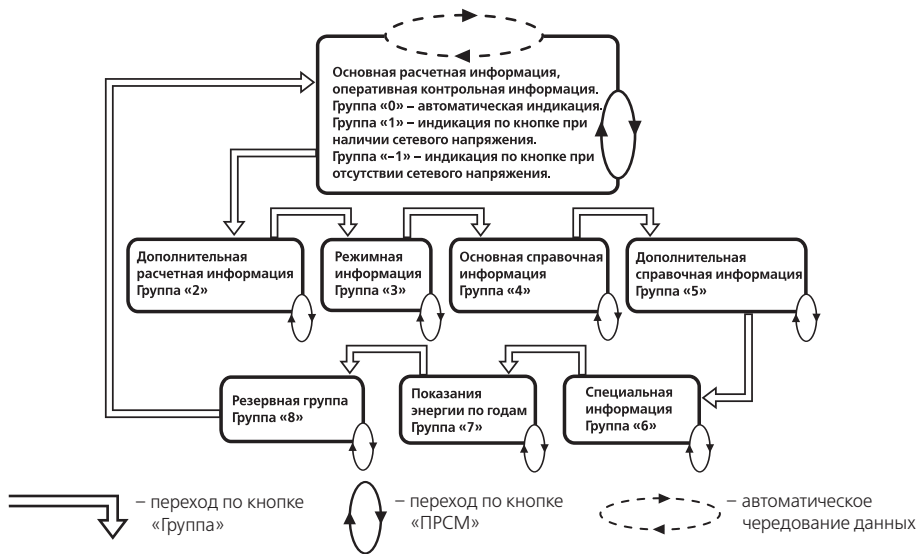 Основная расчетная информация,
оперативная контрольная информация.
Группа «0» – автоматическая индикация.
Группа «1» – индикация по кнопке при
наличии сетевого напряжения.
Группа «–1» – индикация по кнопке при
отсутствии сетевого напряжения.
Дополнительная
расчетная информация
Группа «2»
Режимная
информация
Группа «3»
Основная справочная
информация
Группа «4»
Дополнительная
справочная информация
Группа «5»
Резервная группа
Группа «8»
Показания
энергии по годам
Группа «7»
Специальная
информация
Группа «6»
– переход по кнопке
«Группа»
– переход по кнопке
«ПРСМ»
– автоматическое
чередование данных